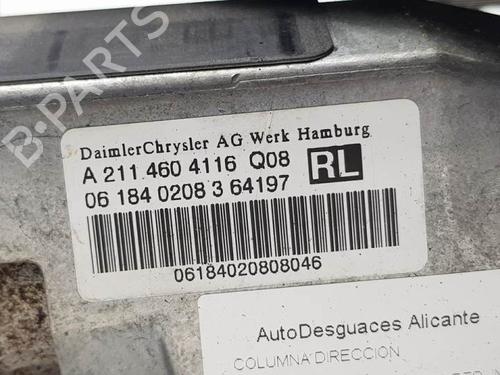 B-PARTS
DaimlerChrysler AG Werk Hamburg
A 211 460 4116 Q08
RL
06 184 0208 3 64197
06184020808046
AutoDesguaces Alicante
COLUMNA DIRECCION